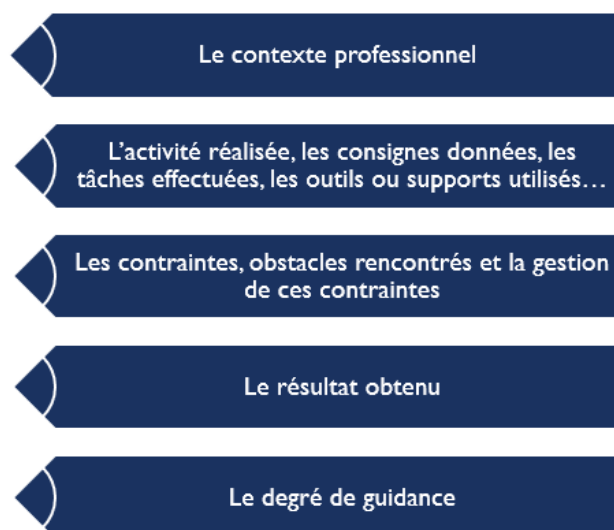 Le contexte professionnel
L'activité réalisée, les consignes données, les
tâches effectuées, les outils ou supports utilisés…
Les contraintes, obstacles rencontrés et la gestion
de ces contraintes
Le résultat obtenu
Le degré de guidance